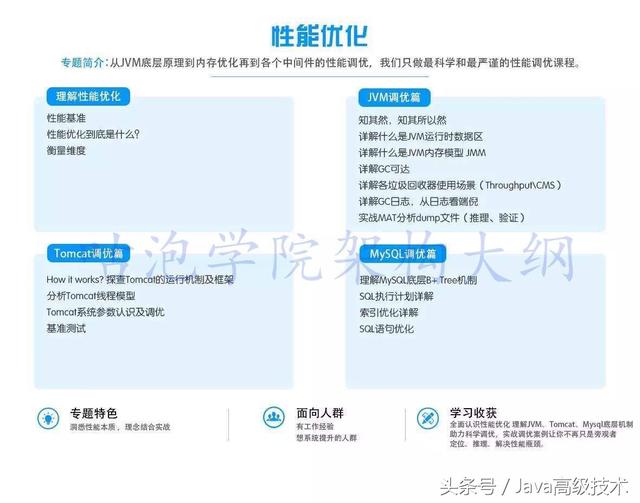 性能优化
专题简介：从JVM底层原理到内存优化再到各个中间件的性能调优，我们只做最科学和最严谨的性能调优课程。
理解性能优化
性能基准
性能优化到底是什么？
衡量维度
JVM调优篇
知其然，知其所以然
详解什么是JVM运行时数据区
详解什么是JVM内存模型 JMM
详解GC可达
详解各垃圾回收器使用场景（Throughput\CMS）
详解GC日志，从日志看端倪
实战MAT分析dump文件（推理、验证）
咕泡学院架构大纲
Tomcat调优篇
How it works? 探查Tomcat的运行机制及框架
分析Tomcat线程模型
Tomcat系统参数认识及调优
基准测试
MySQL调优篇
理解MySQL底层B+Tree机制
SQL执行计划详解
索引优化详解
SQL语句优化
专题特色
洞悉性能本质，理念结合实战
面向人群
有工作经验
想系统提升的人群
学习收获
全面认识性能优化 理解JVM、Tomcat、Mysql底层机制
助力科学调优，实战调优案例让你不再只是旁观者
定位、推理、解决性能瓶颈。
头条号／Java高级技术